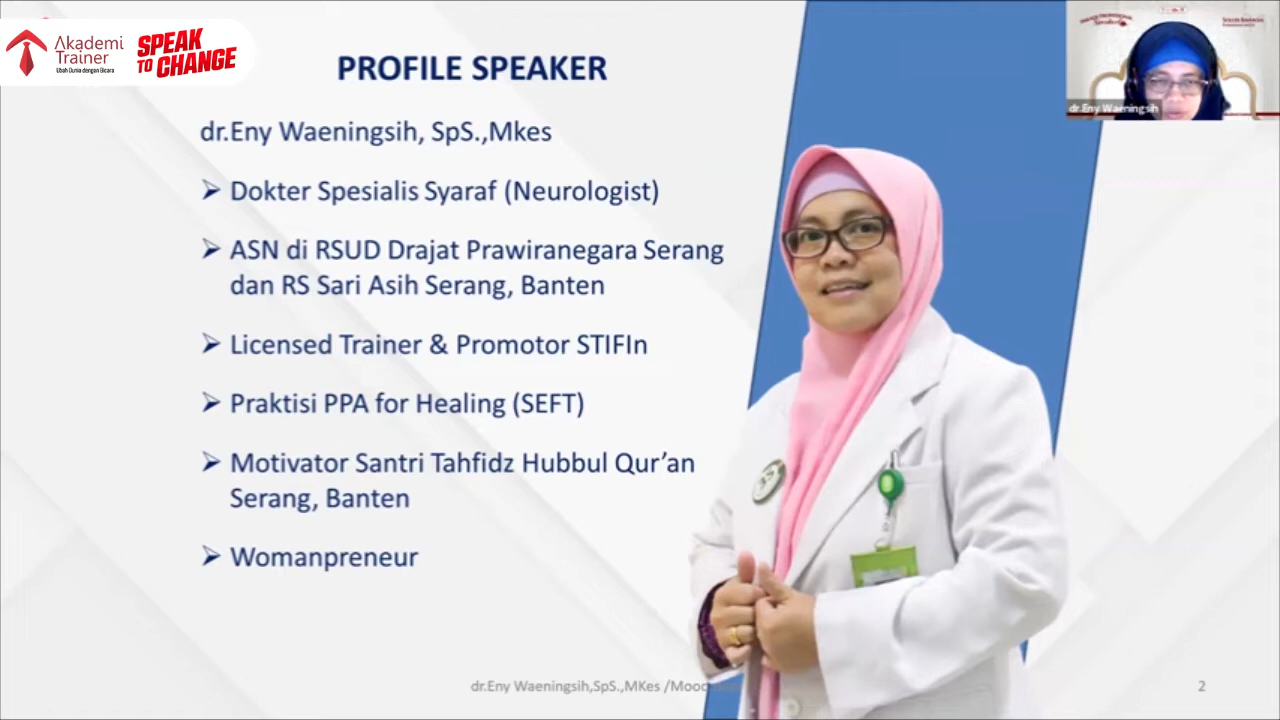 Akademi
Trainer
Ubah Dunia dengan Bicara
SPEAK
TO CHANGE
PROFILE SPEAKER
dr.Eny Waeningsih
dr.Eny Waeningsih, SpS.,Mkes
➢ Dokter Spesialis Syaraf (Neurologist)
➢ ASN di RSUD Drajat Prawiranegara Serang
dan RS Sari Asih Serang, Banten
➢ Licensed Trainer & Promotor STIFIn
➢ Praktisi PPA for Healing (SEFT)
➢ Motivator Santri Tahfidz Hubbul Qur’an
Serang, Banten
➢ Womanpreneur
dr.Eny Waeningsih,SpS.,MKes
2